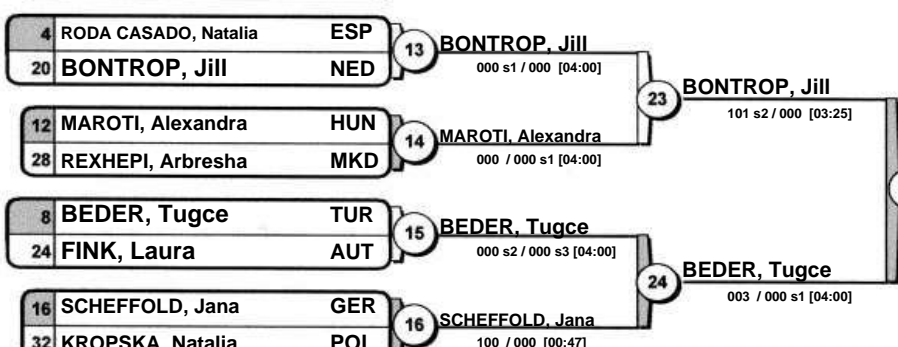 4 RODA CASADO, Natalia ESP
20 BONTROP, Jill NED
13 BONTROP, Jill
000 s1 / 000 [04:00]
12 MAROTI, Alexandra HUN
28 REXHEPI, Arbresha MKD
14 MAROTI, Alexandra
000 / 000 s1 [04:00]
23 BONTROP, Jill
101 s2 / 000 [03:25]
8 BEDER, Tugce TUR
24 FINK, Laura AUT
15 BEDER, Tugce
000 s2 / 000 s3 [04:00]
16 SCHEFFOLD, Jana GER
32 KROPSKA, Natalia POL
16 SCHEFFOLD, Jana
100 / 000 [00:47]
24 BEDER, Tugce
003 / 000 s1 [04:00]